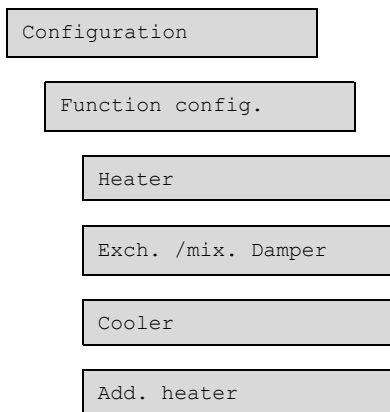 Configuration
Function config.
Heater
Exch. /mix. Damper
Cooler
Add. heater